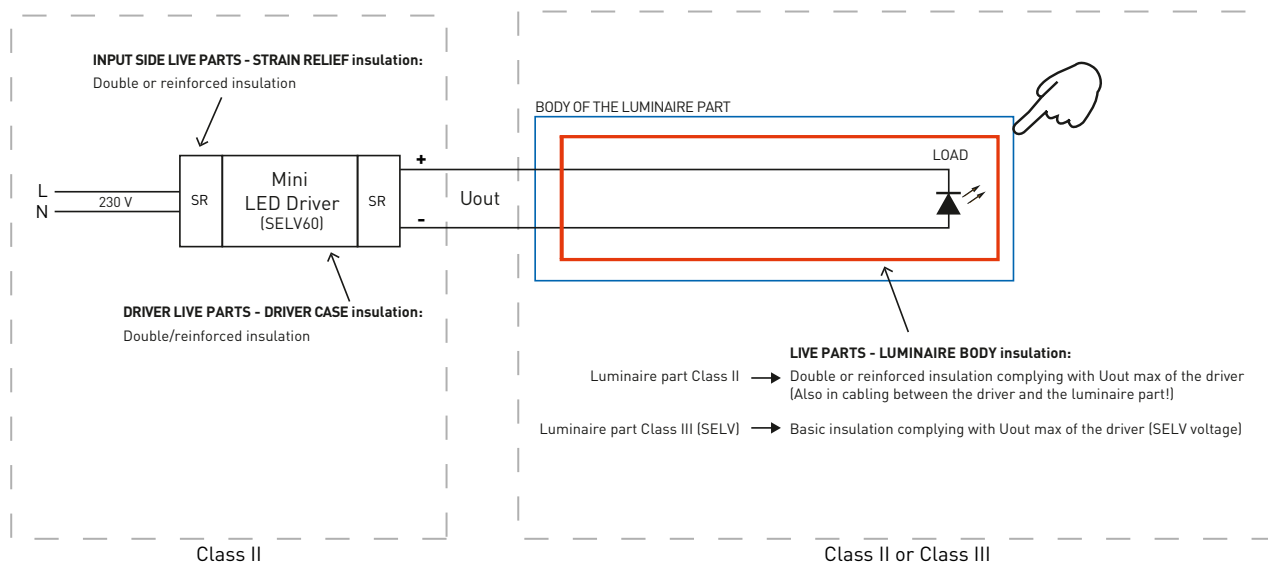 INPUT SIDE LIVE PARTS - STRAIN RELIEF insulation:
Double or reinforced insulation
BODY OF THE LUMINAIRE PART
LOAD
L
N
230 V
SR
Mini
LED Driver
(SELV60)
SR
+
-
Uout
DRIVER LIVE PARTS - DRIVER CASE insulation:
Double/reinforced insulation
LIVE PARTS - LUMINAIRE BODY insulation:
Luminaire part Class II
Double or reinforced insulation complying with Uout max of the driver
(Also in cabling between the driver and the luminaire part!)
Luminaire part Class III (SELV)
Basic insulation complying with Uout max of the driver (SELV voltage)
Class II
Class II or Class III